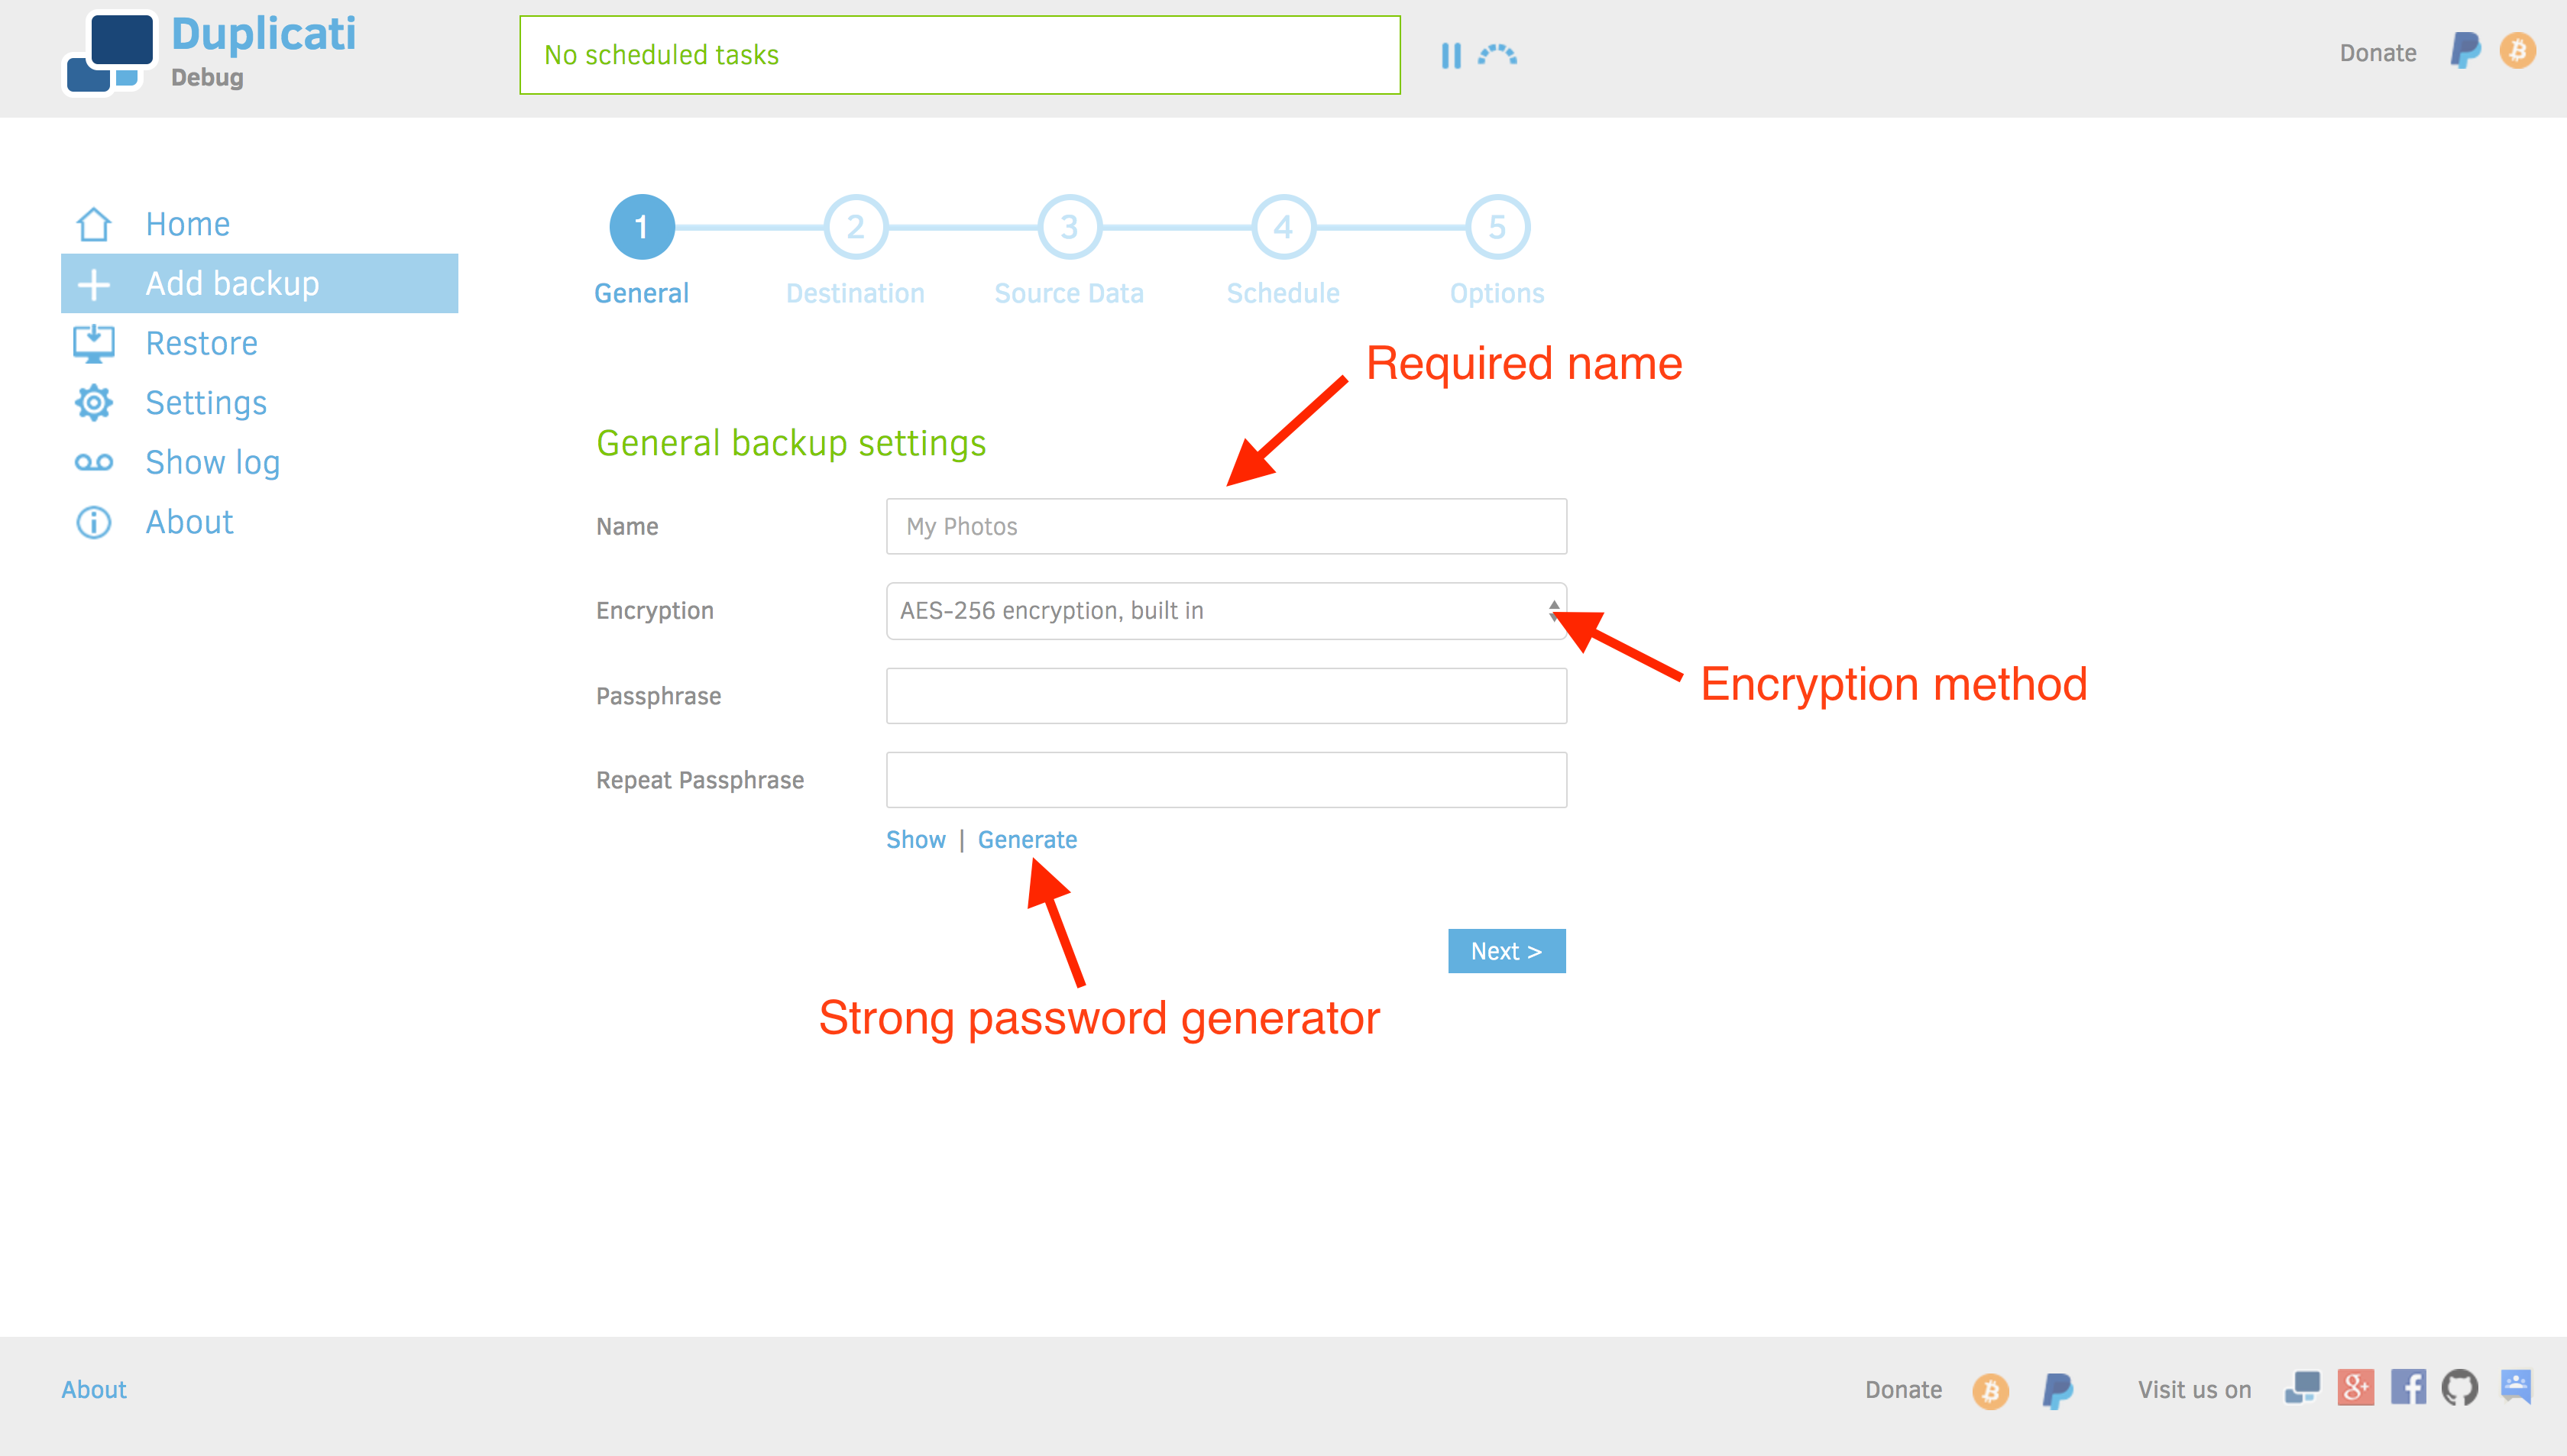 Duplicati
Debug
No scheduled tasks
Donate
Home
Add backup
Restore
Settings
Show log
About
1 2 3 4 5
General Destination Source Data Schedule Options
Required name
General backup settings
Name My Photos
Encryption AES-256 encryption, built in
Encryption method
Passphrase
Repeat Passphrase
Show | Generate
Next >
Strong password generator
About Donate Visit us on